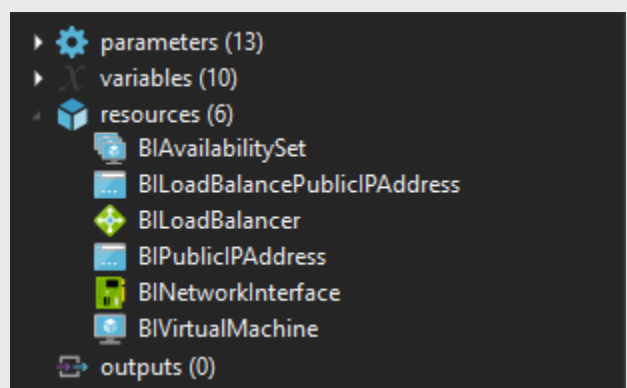 parameters (13)
variables (10)
resources (6)
BIAvailabilitySet
BILoadBalancePublicIPAddress
BILoadBalancer
BIPublicIPAddress
BINetworkInterface
BIVirtualMachine
outputs (0)